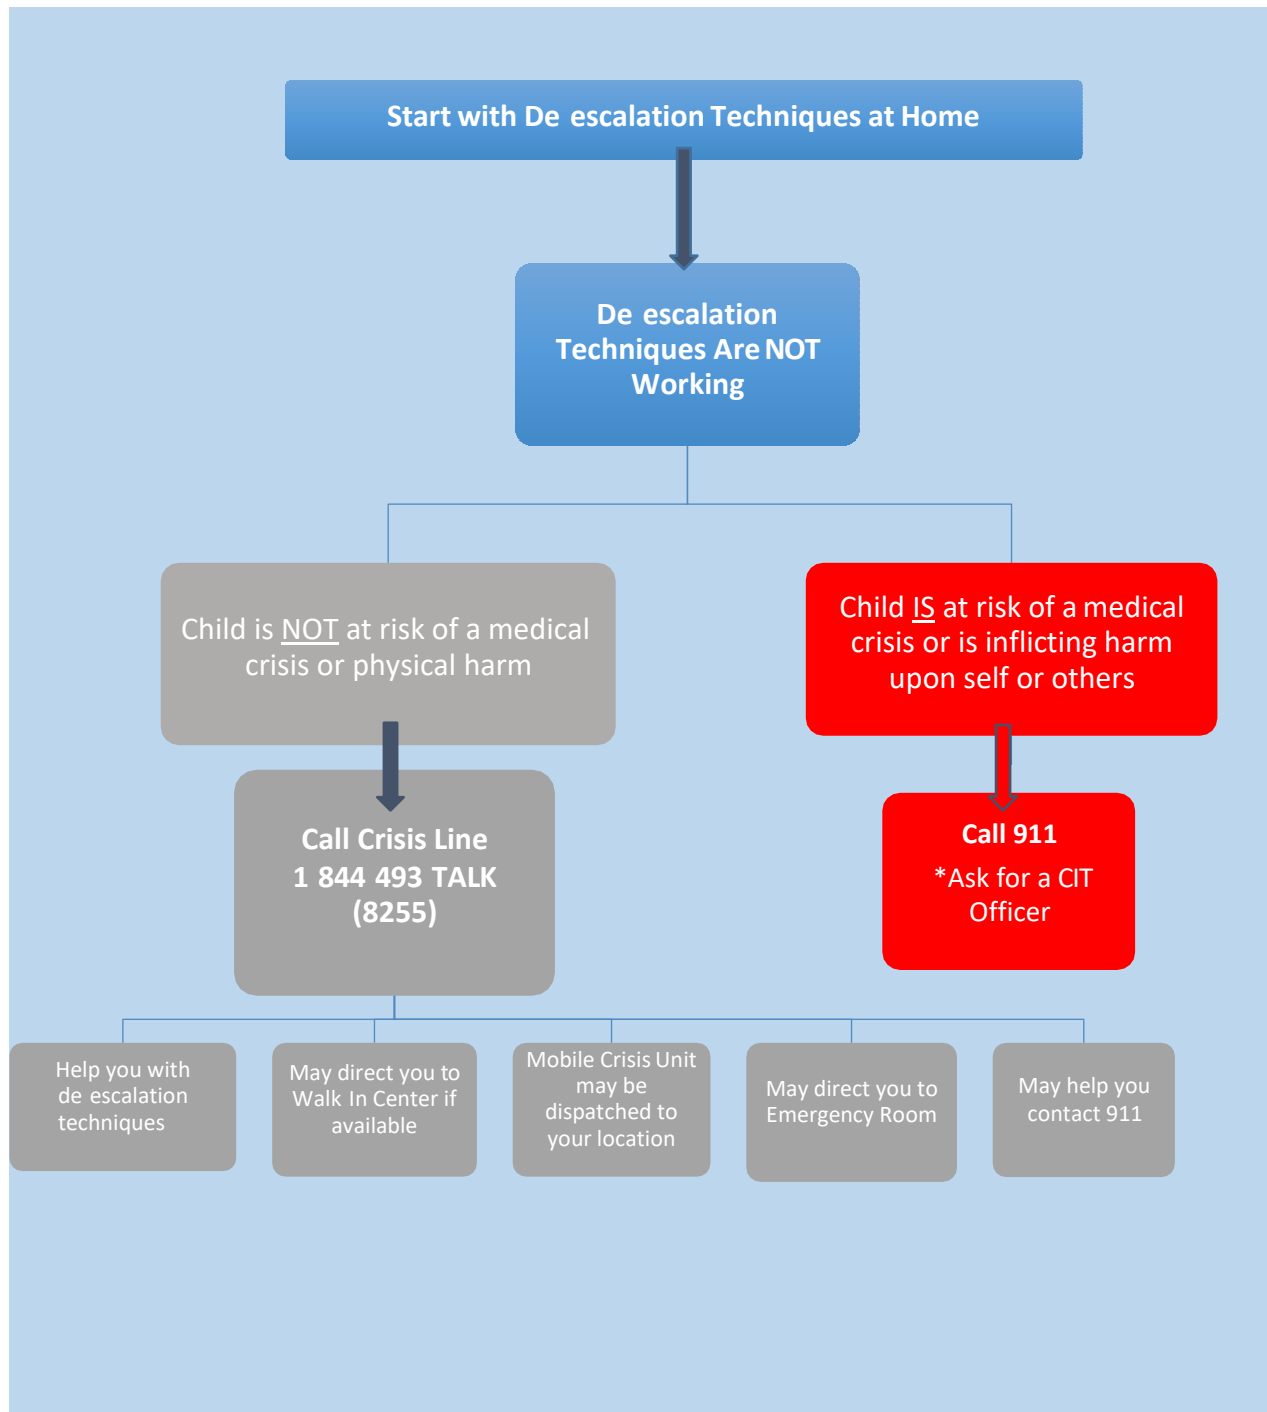 Start with De escalation Techniques at Home
De escalation
Techniques Are NOT
Working
Child is NOT at risk of a medical
crisis or physical harm
Child IS at risk of a medical
crisis or is inflicting harm
upon self or others
Call Crisis Line
1 844 493 TALK
(8255)
Call 911
*Ask for a CIT
Officer
Help you with
de escalation
techniques
May direct you to
Walk In Center if
available
Mobile Crisis Unit
may be
dispatched to
your location
May direct you to
Emergency Room
May help you
contact 911